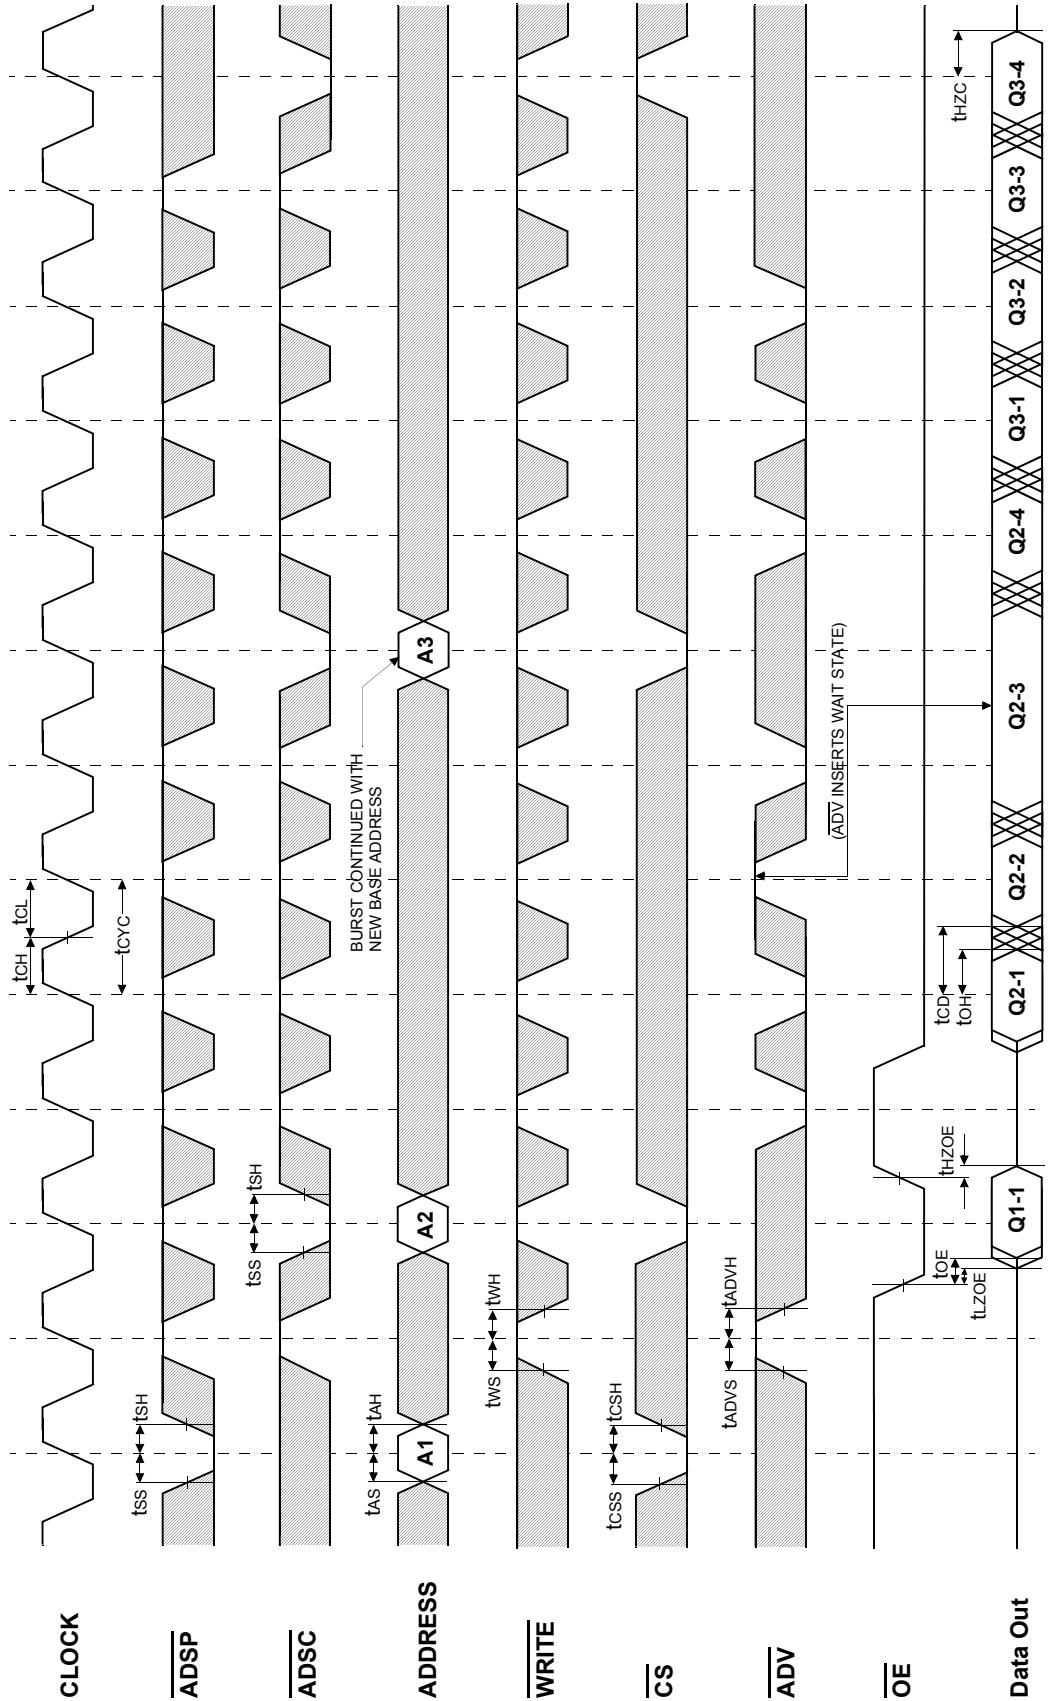 CLOCK
tCH
tCL
tCYC
ADSP
tSS
tSH
ADSC
tSS
tSH
ADDRESS
tAS
tAH
A1
A2
A3
BURST CONTINUED WITH
NEW BASE ADDRESS
WRITE
tWS
tWH
CS
tCSS
tCSH
ADV
tADVS
tADVH
(ADV INSERTS WAIT STATE)
OE
tOE
tLZOE
tHZOE
tCD
tOH
tHZC
Data Out
Q1-1
Q2-1
Q2-2
Q2-3
Q2-4
Q3-1
Q3-2
Q3-3
Q3-4